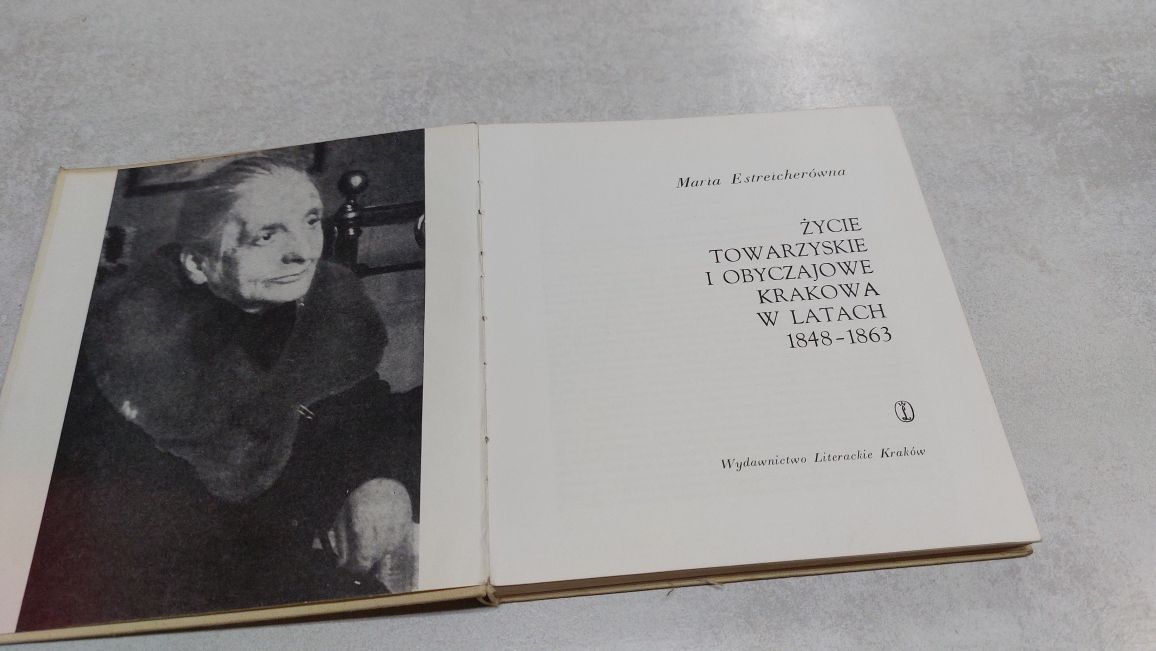 Maria Estreicherówna
ŻYCIE
TOWARZYSKIE
I OBYCZAJOWE
KRAKOWA
W LATACH
1848-1863
Wydawnictwo Literackie Kraków